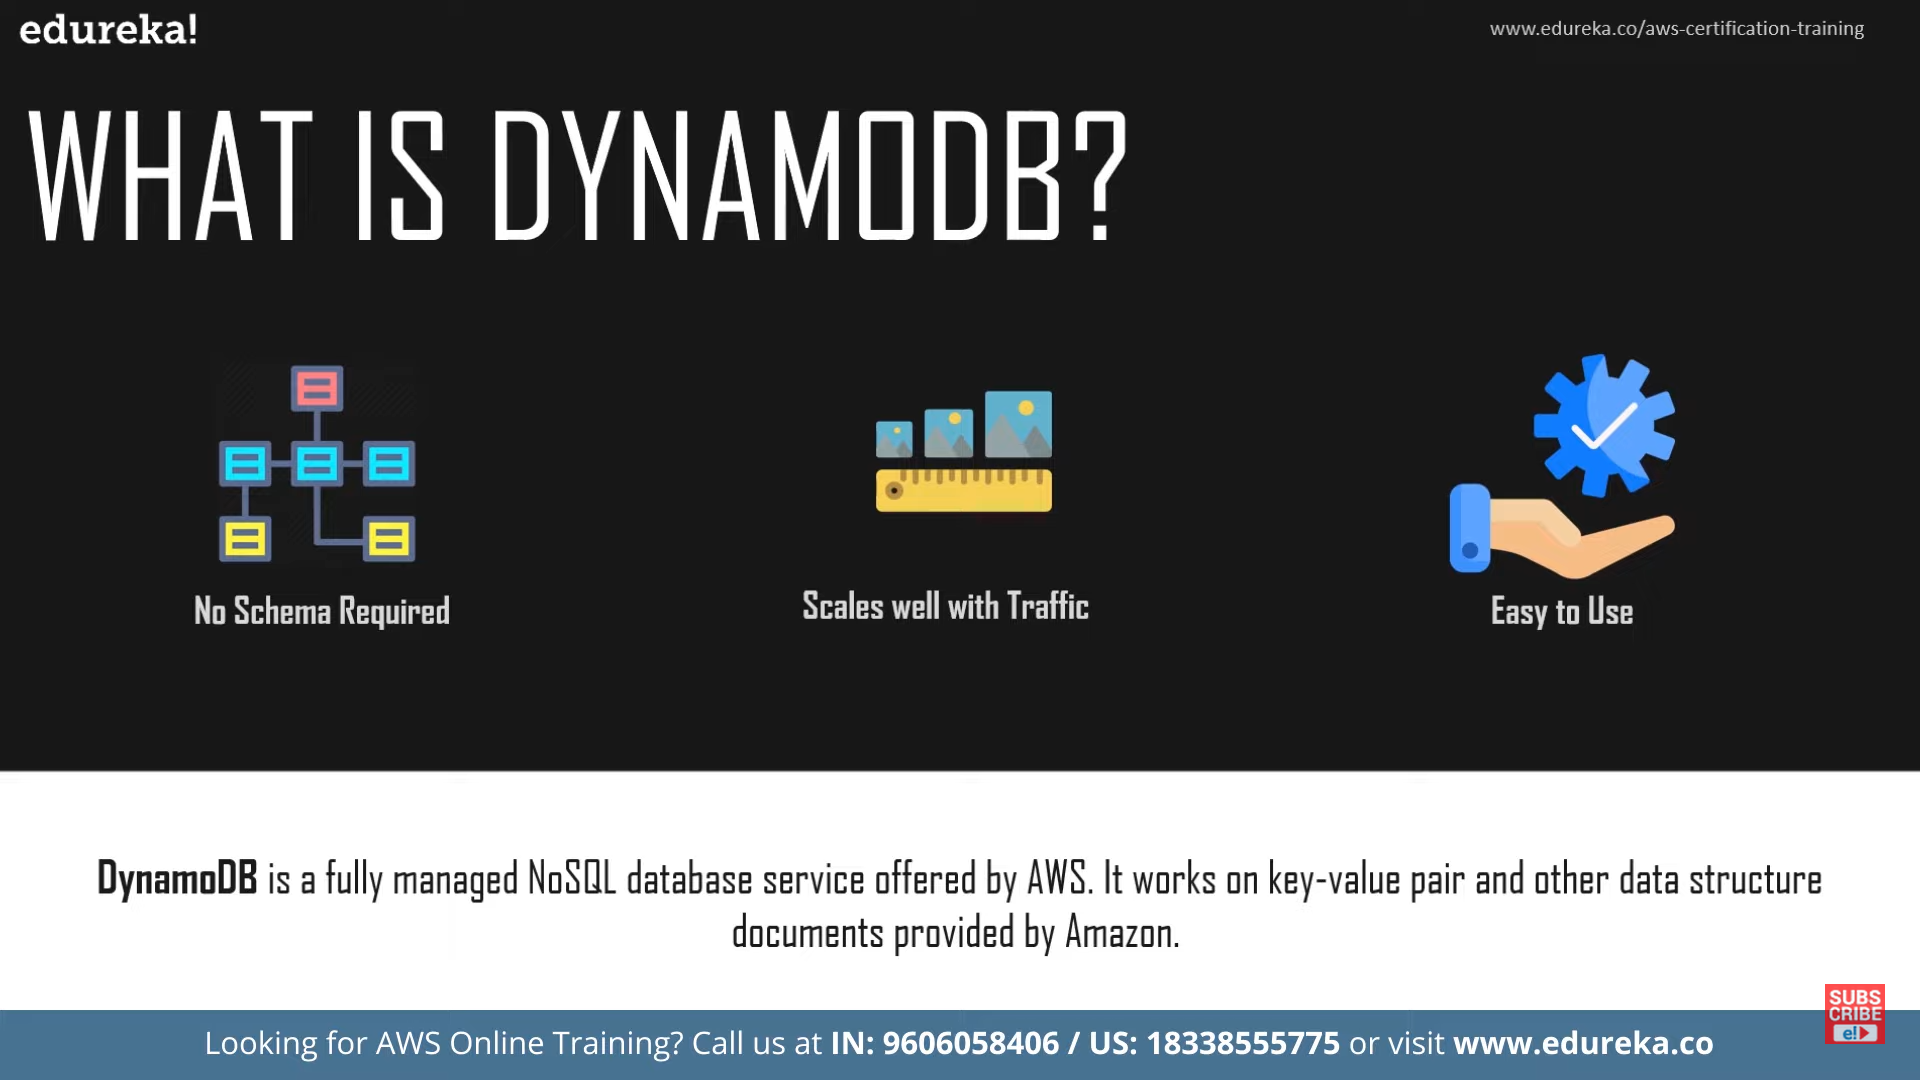 edureka!
www.edureka.co/aws-certification-training
WHAT IS DYNAMODB?
No Schema Required
Scales well with Traffic
Easy to Use
DynamoDB is a fully managed NoSQL database service offered by AWS. It works on key-value pair and other data structure
documents provided by Amazon.
SUBS
CRIBE
e!
Looking for AWS Online Training? Call us at IN: 9606058406 / US: 18338555775 or visit www.edureka.co